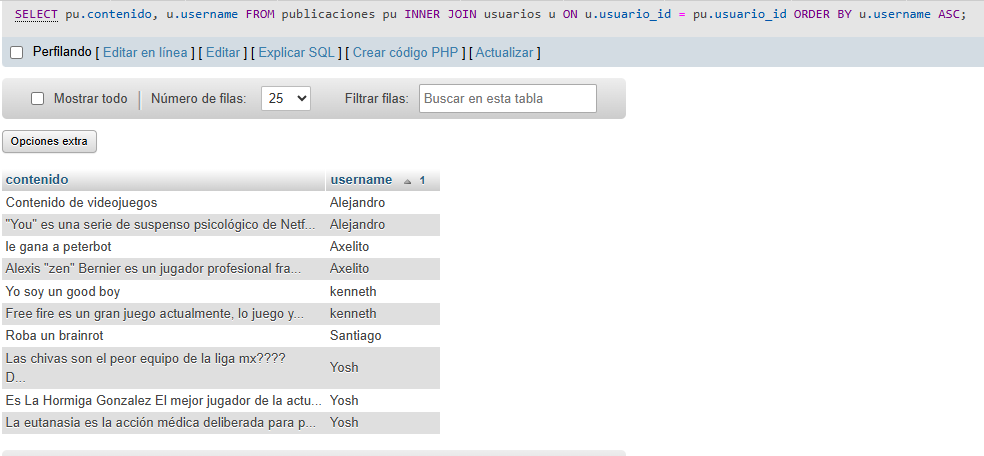 SELECT pu.contenido, u.username FROM publicaciones pu INNER JOIN usuarios u ON u.usuario_id = pu.usuario_id ORDER BY u.username ASC;
Perfilando [ Editar en línea ] [ Editar ] [ Explicar SQL ] [ Crear código PHP ] [ Actualizar ]
Mostrar todo | Número de filas: 25 Filtrar filas: Buscar en esta tabla
Opciones extra
contenido username 1
Contenido de videojuegos Alejandro
"You" es una serie de suspenso psicológico de Netf... Alejandro
le gana a peterbot Axelito
Alexis "zen" Bernier es un jugador profesional fra... Axelito
Yo soy un good boy kenneth
Free fire es un gran juego actualmente, lo juego y... kenneth
Roba un brainrot Santiago
Las chivas son el peor equipo de la liga mx????
D... Yosh
Es La Hormiga Gonzalez El mejor jugador de la actu... Yosh
La eutanasia es la acción médica deliberada para p... Yosh